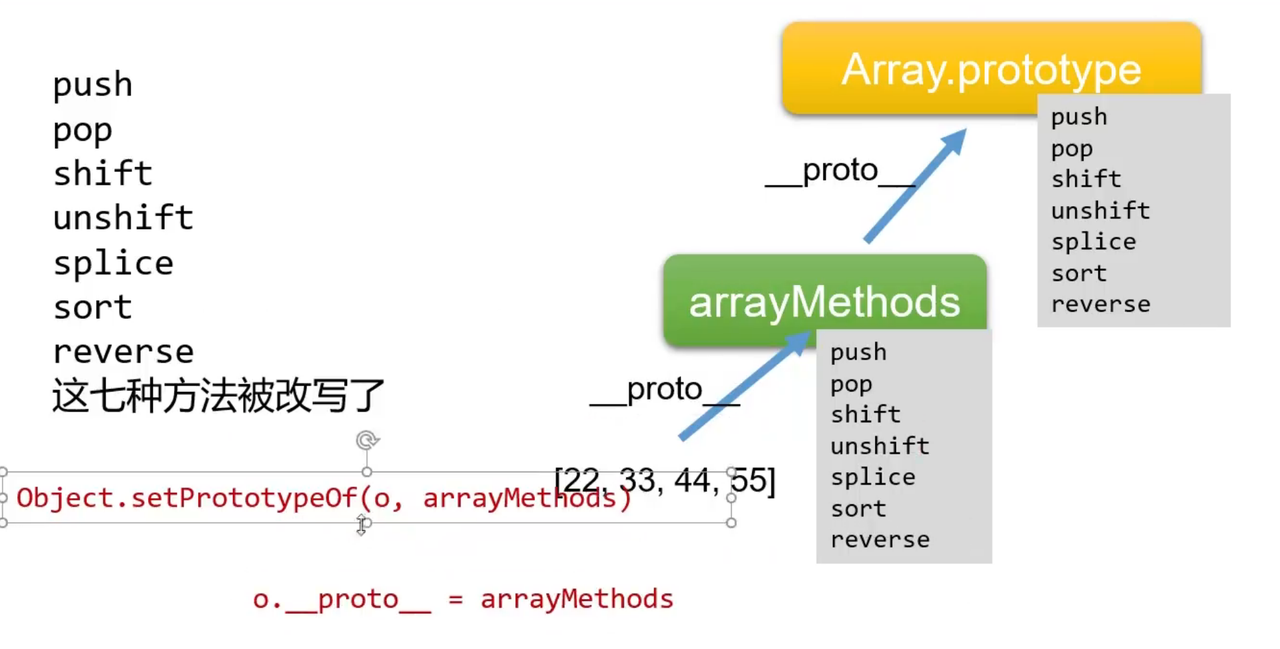 push
pop
shift
unshift
splice
sort
reverse
这七种方法被改写了
Array.prototype
push
pop
shift
unshift
splice
sort
reverse
__proto__
arrayMethods
push
pop
shift
unshift
splice
sort
reverse
__proto__
[22, 33, 44, 55]
Object.setPrototypeOf(o, arrayMethods)
o.__proto__ = arrayMethods